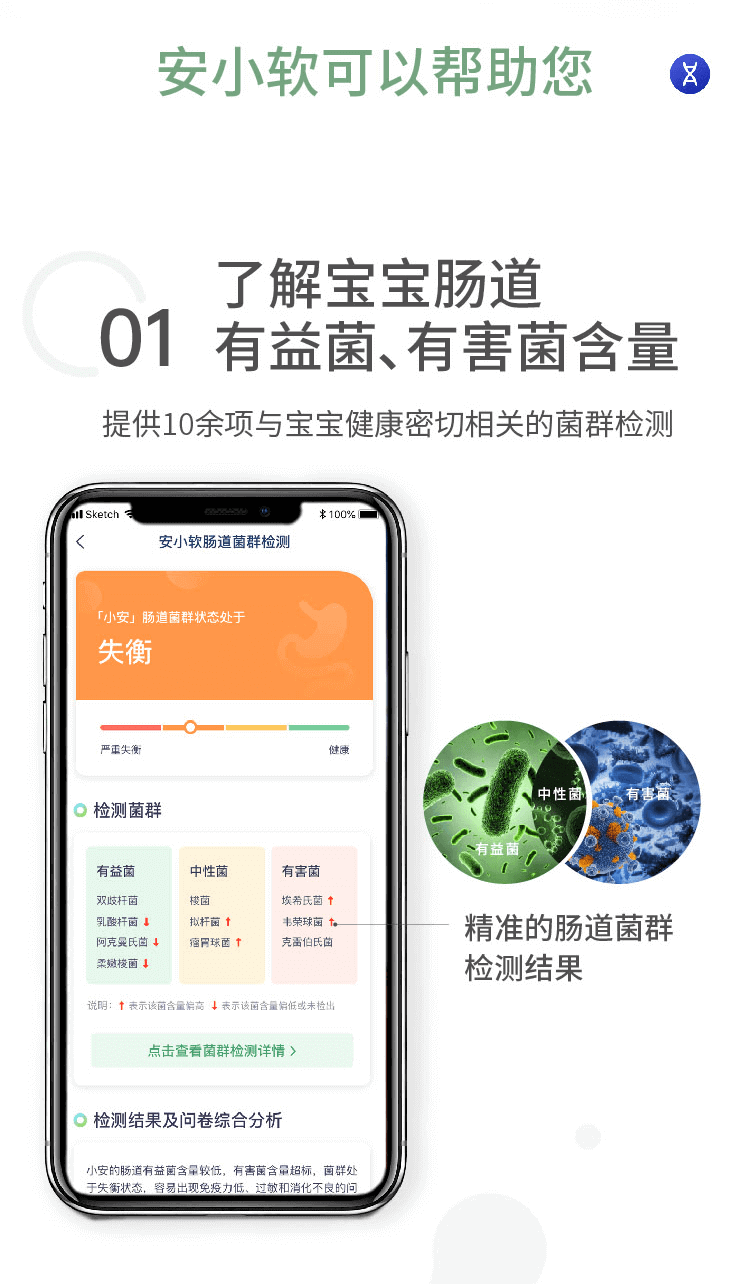 安小软可以帮助您
01
了解宝宝肠道
有益菌、有害菌含量
提供10余项与宝宝健康密切相关的菌群检测
Sketch
100%
安小软肠道菌群检测
「小安」肠道菌群状态处于
失衡
严重失衡
健康
检测菌群
有益菌
双歧杆菌
乳酸杆菌 ↓
阿克曼氏菌 ↓
柔嫩梭菌 ↓
中性菌
梭菌
拟杆菌 ↑
瘤胃球菌 ↑
有害菌
埃希氏菌 ↑
韦荣球菌 ↑
克雷伯氏菌
说明：↑ 表示该菌含量偏高 ↓ 表示该菌含量偏低或未检出
点击查看菌群检测详情 >
有益菌
中性菌
有害菌
精准的肠道菌群
检测结果
检测结果及问卷综合分析
小安的肠道有益菌含量较低，有害菌含量超标，菌群处
于失衡状态，容易出现免疫力低、过敏和消化不良的问